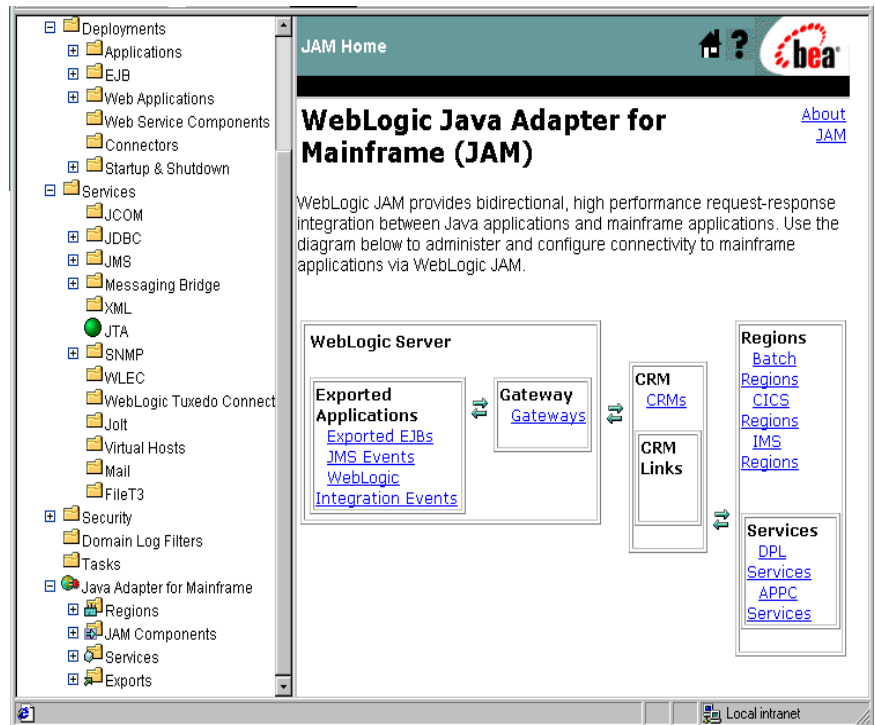 Deployments
Applications
EJB
Web Applications
Web Service Components
Connectors
Startup & Shutdown
Services
JCOM
JDBC
JMS
Messaging Bridge
XML
JTA
SNMP
WLEC
WebLogic Tuxedo Connect
Jolt
Virtual Hosts
Mail
FileT3
Security
Domain Log Filters
Tasks
Java Adapter for Mainframe
Regions
JAM Components
Services
Exports
JAM Home
?
bea
WebLogic Java Adapter for
Mainframe (JAM)
About
JAM
WebLogic JAM provides bidirectional, high performance request-response
integration between Java applications and mainframe applications. Use the
diagram below to administer and configure connectivity to mainframe
applications via WebLogic JAM.
WebLogic Server
Exported
Applications
Exported EJBs
JMS Events
WebLogic
Integration Events
Gateway
Gateways
CRM
CRMs
CRM
Links
Regions
Batch
Regions
CICS
Regions
IMS
Regions
Services
DPL
Services
APPC
Services
Local intranet